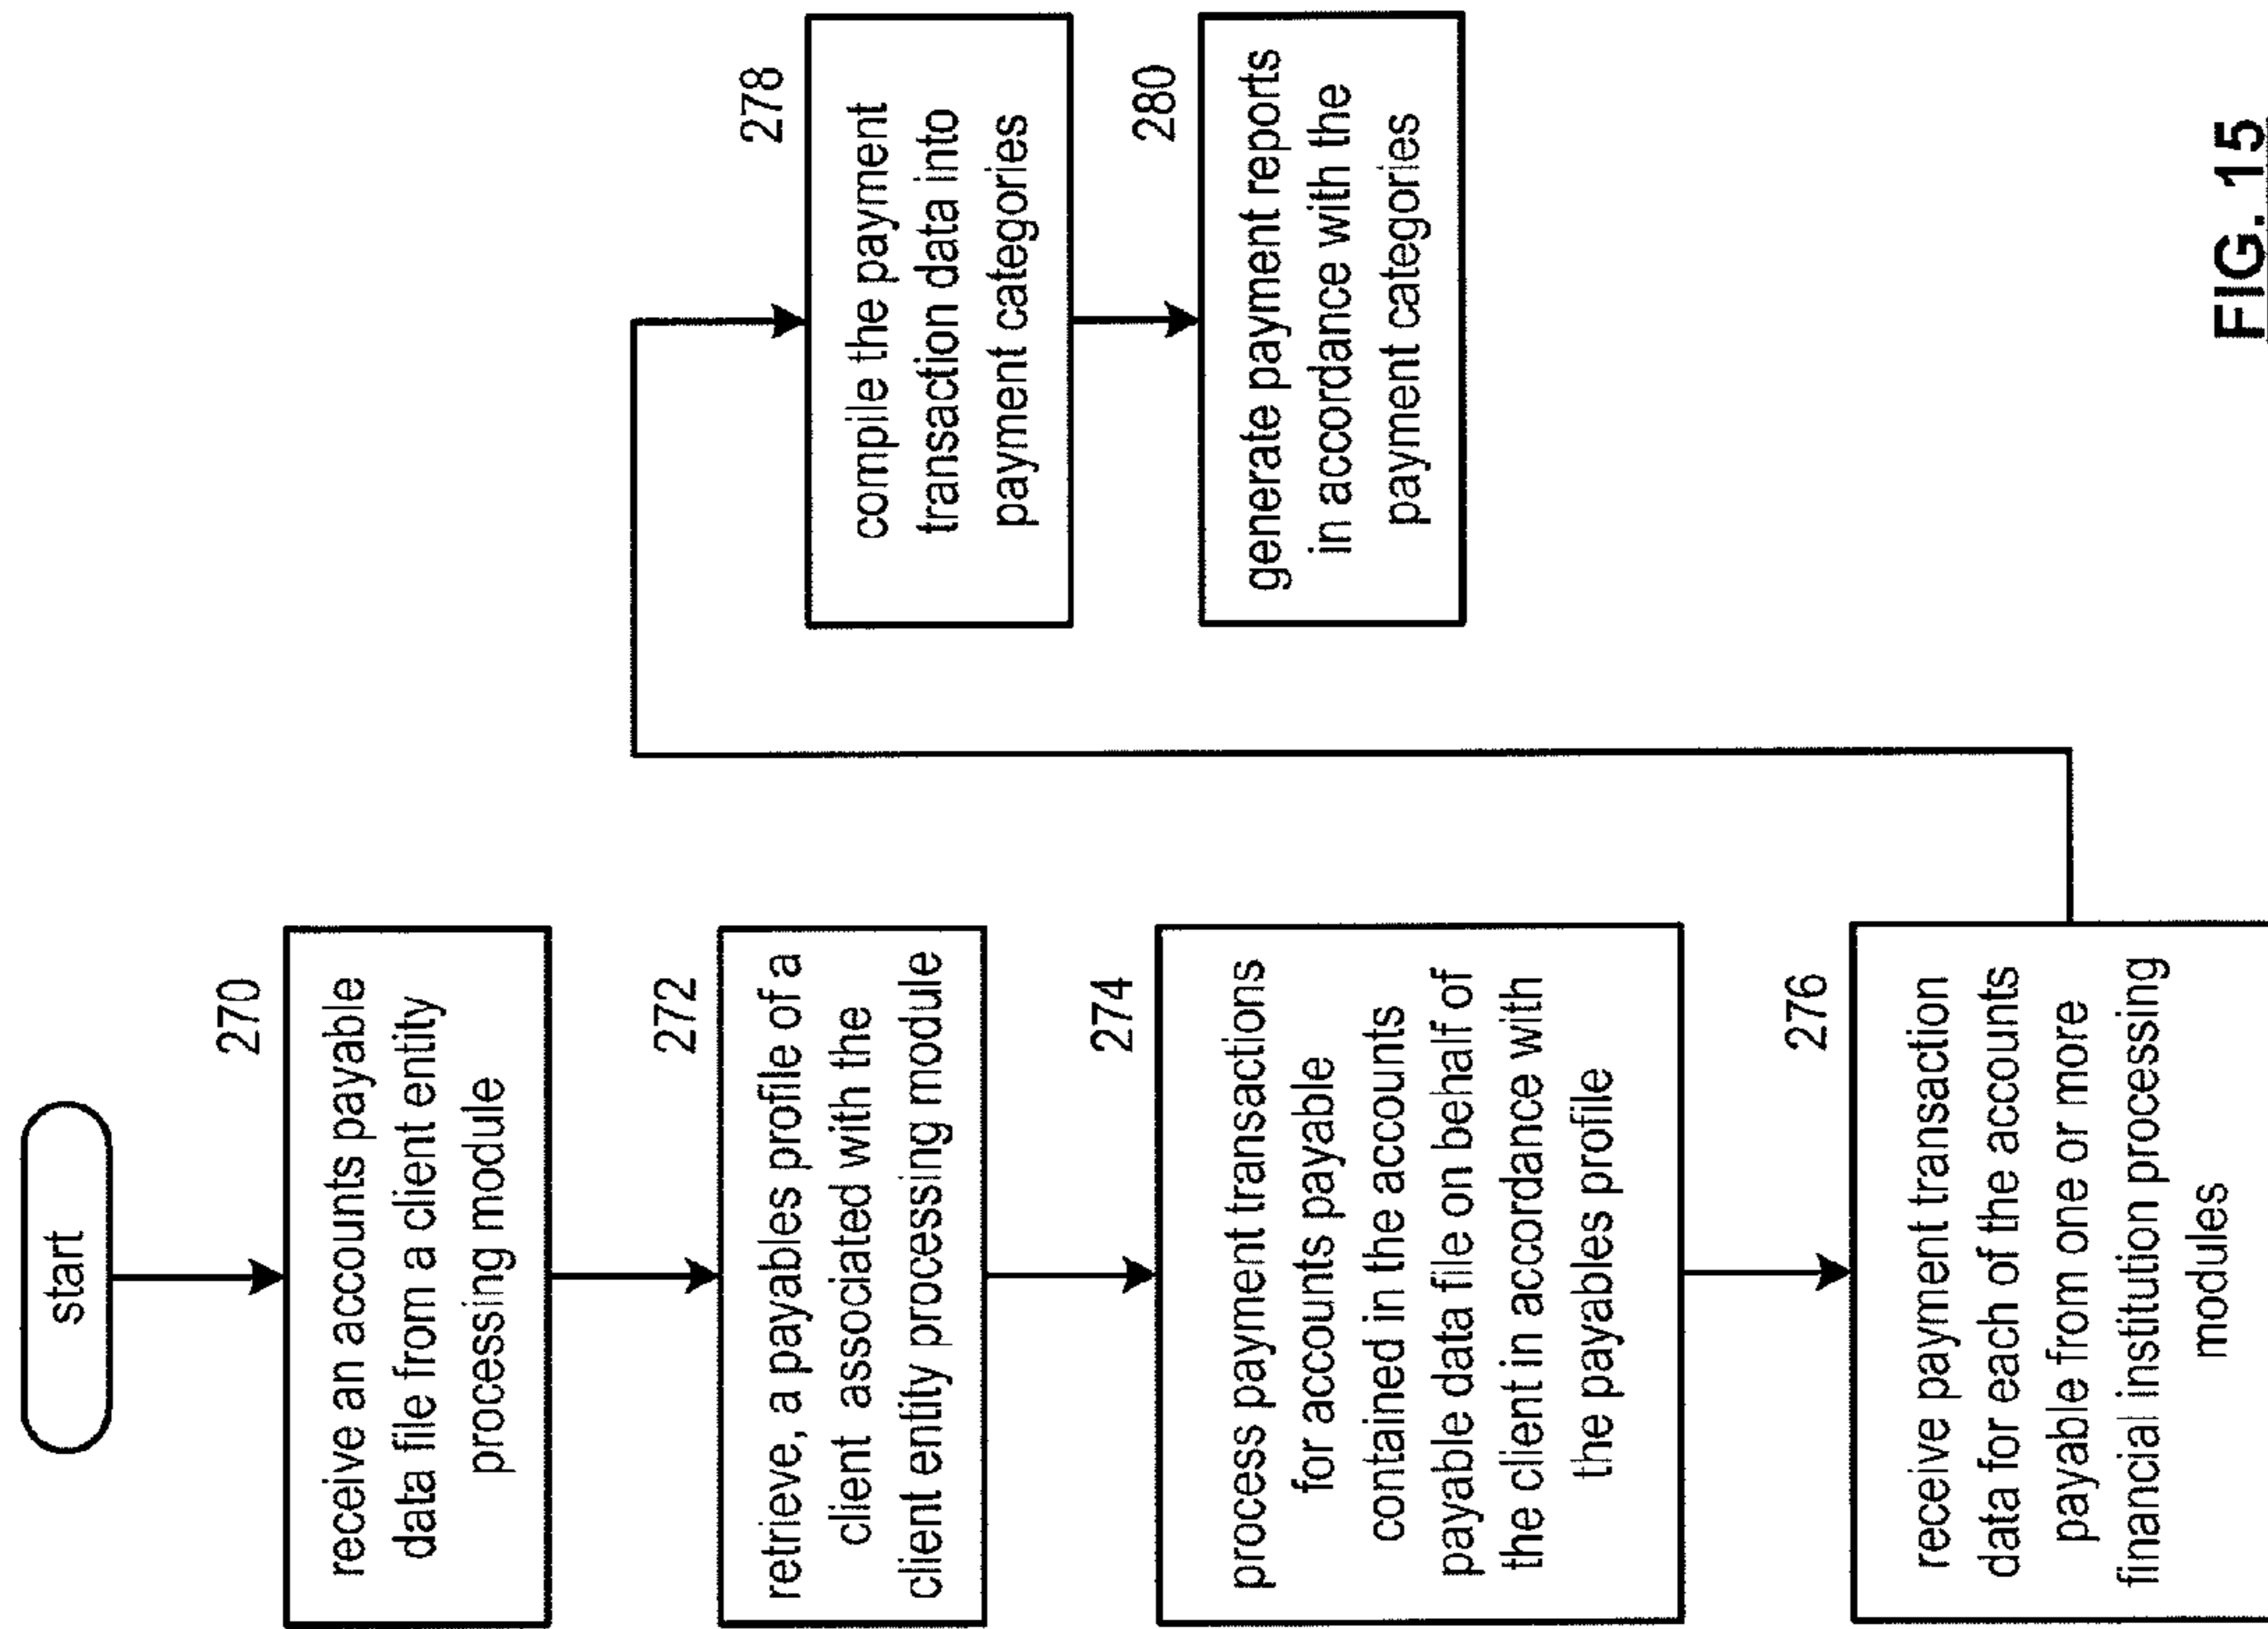 start
270
receive an accounts payable
data file from a client entity
processing module
272
retrieve, a payables profile of a
client associated with the
client entity processing module
274
process payment transactions
for accounts payable
contained in the accounts
payable data file on behalf of
the client in accordance with
the payables profile
276
receive payment transaction
data for each of the accounts
payable from one or more
financial institution processing
modules
278
compile the payment
transaction data into
payment categories
280
generate payment reports
in accordance with the
payment categories
FIG. 15